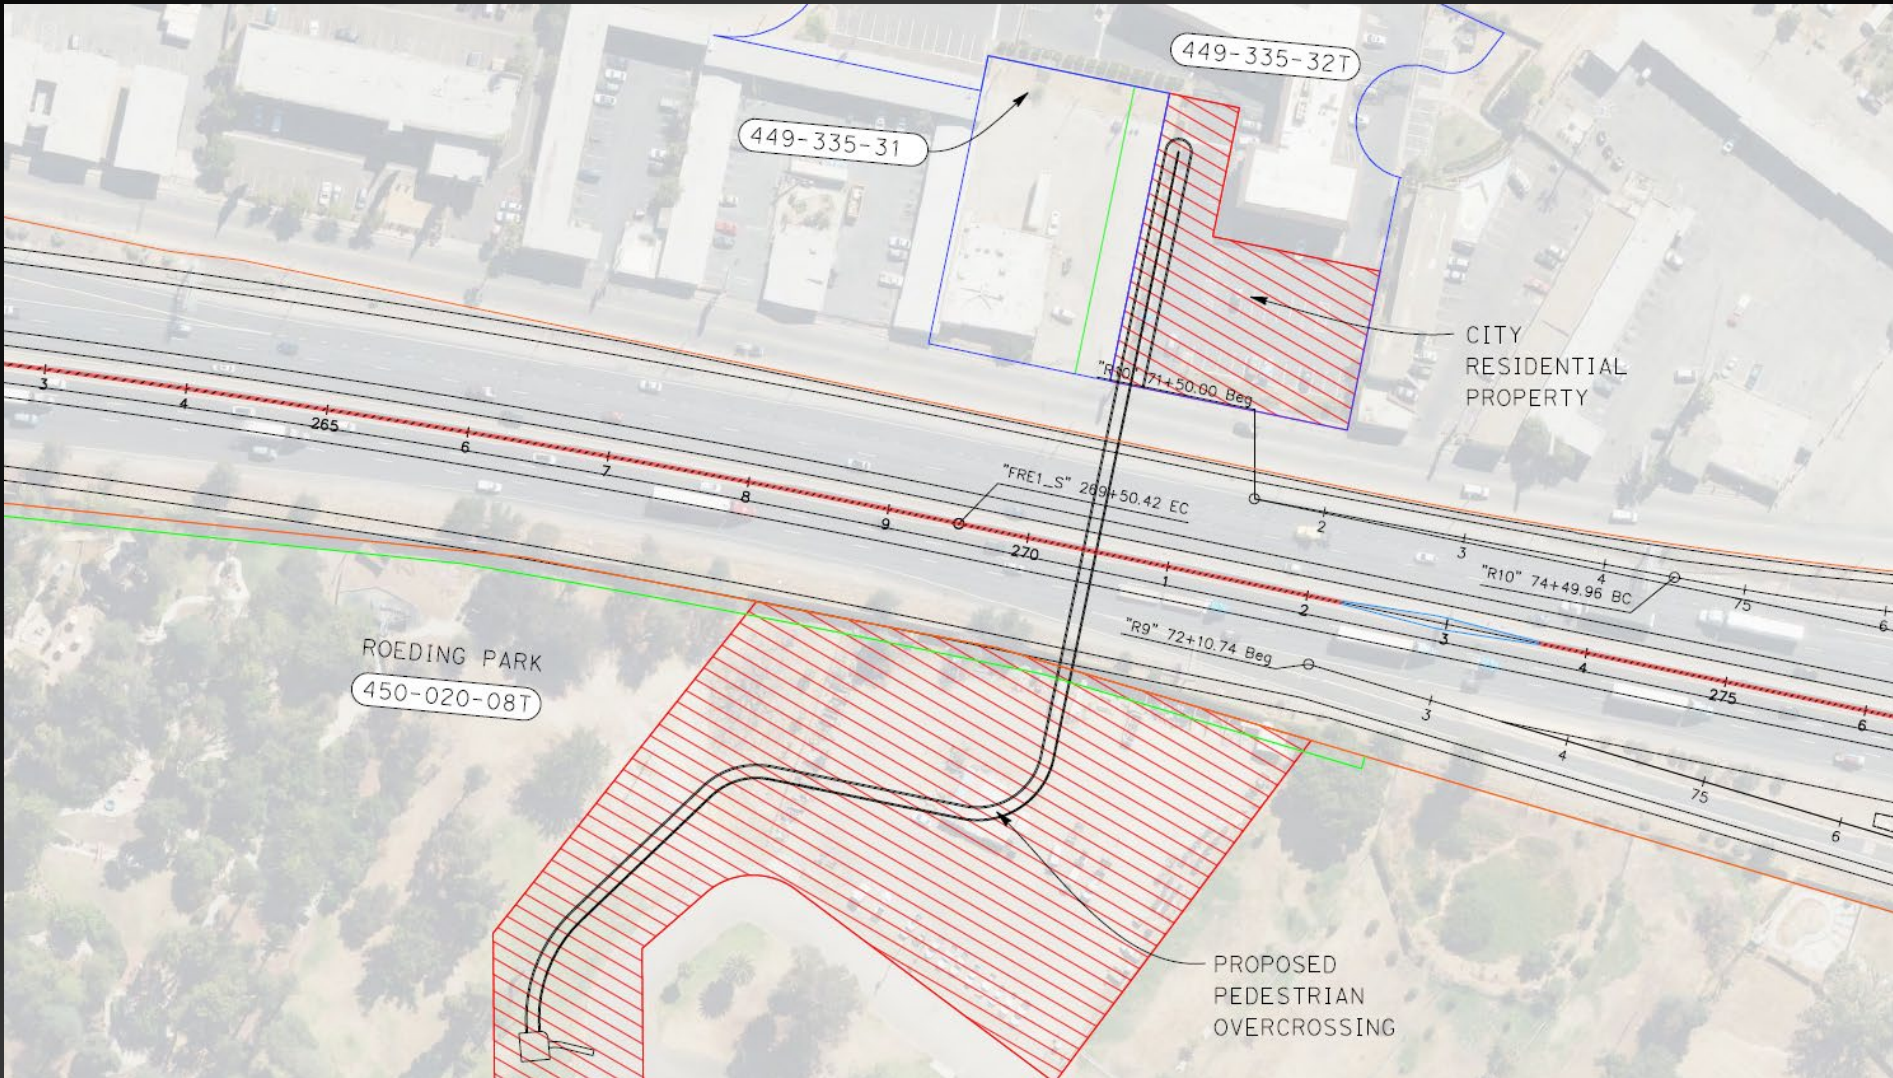 449-335-32T
449-335-31
CITY
RESIDENTIAL
PROPERTY
"R10" 71+50.00 Beg
"FRE1_S" 269+50.42 EC
3
4
265
6
7
8
9
270
1
2
3
4
275
6
2
3
4
75
6
"R10" 74+49.96 BC
"R9" 72+10.74 Beg
3
4
75
6
ROEDING PARK
450-020-08T
PROPOSED
PEDESTRIAN
OVERCROSSING